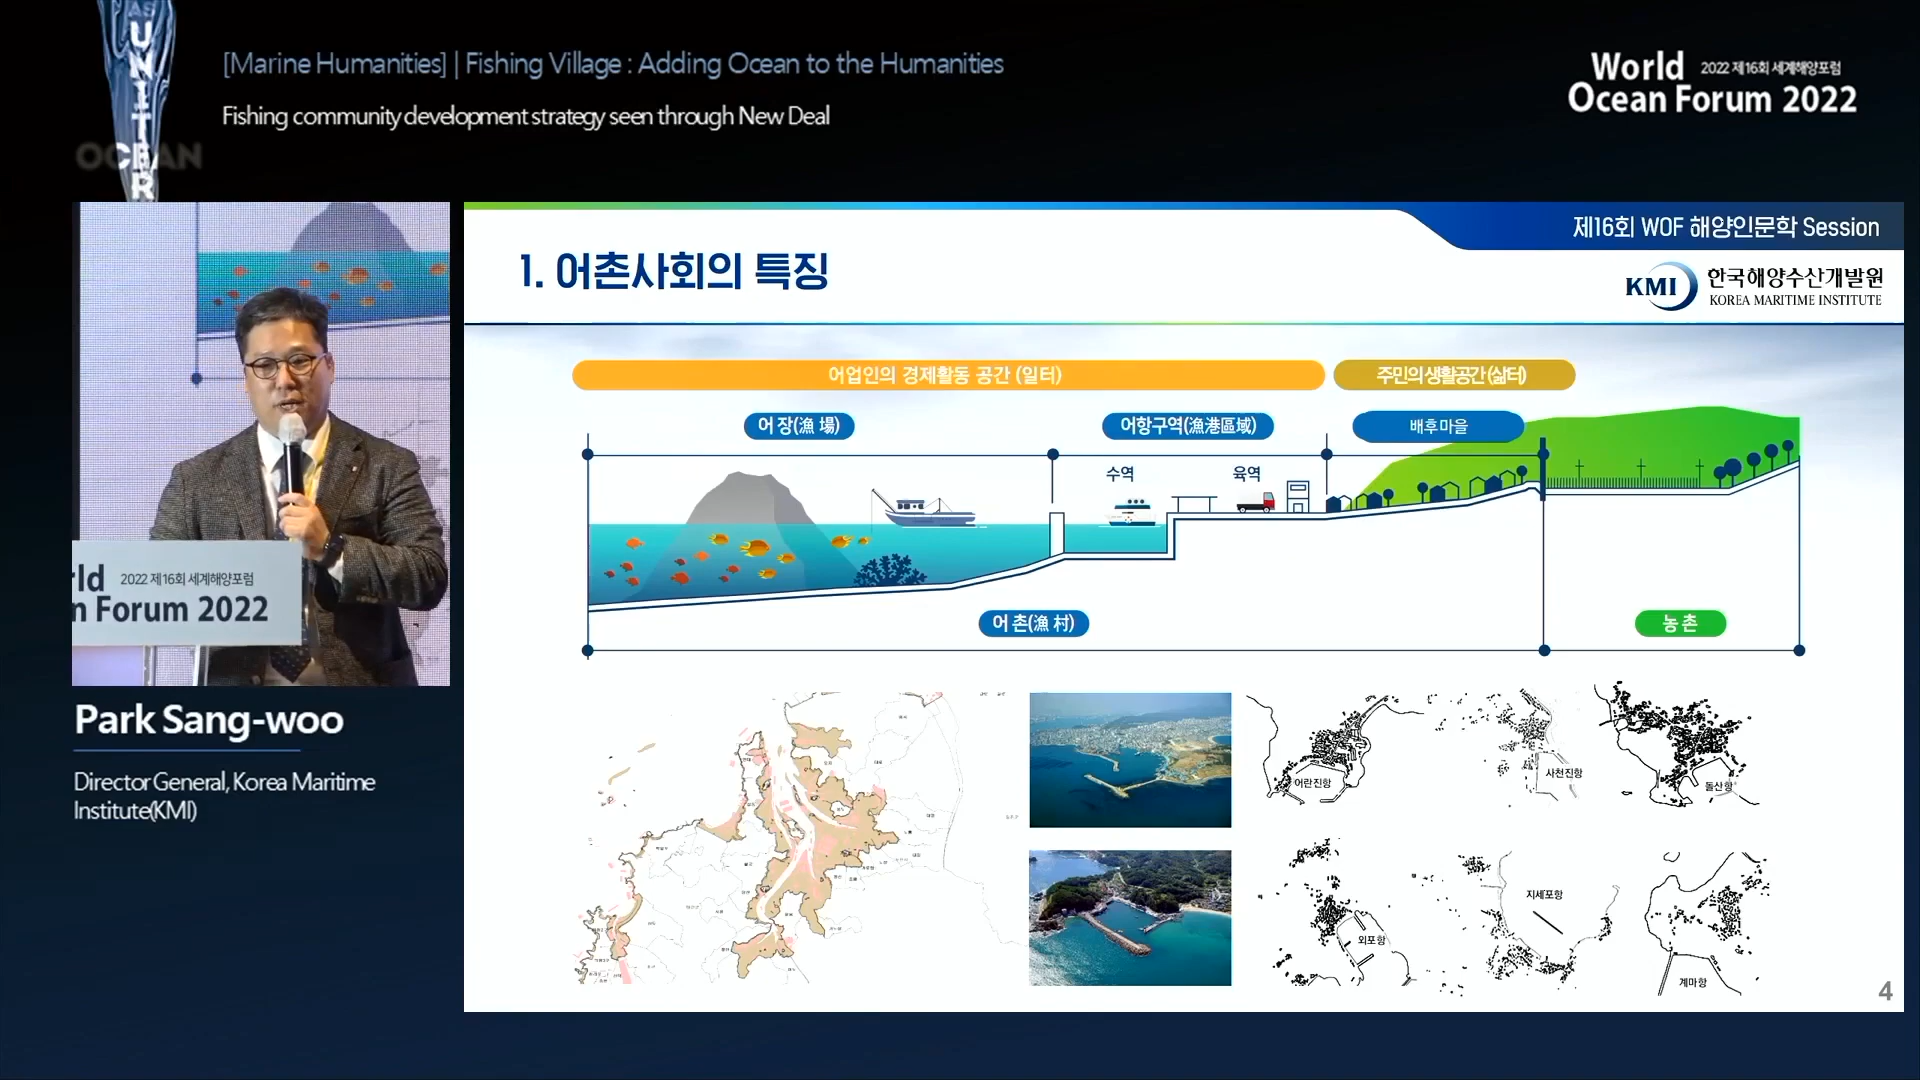 AS
UNITER
OCEAN
[Marine Humanities] | Fishing Village : Adding Ocean to the Humanities
Fishing community development strategy seen through New Deal
World 2022 제16회 세계해양포럼
Ocean Forum 2022
rld 2022 제16회 세계해양포럼
n Forum 2022
Park Sang-woo
Director General, Korea Maritime
Institute(KMI)
제16회 WOF 해양인문학 Session
1. 어촌사회의 특징
KMI 한국해양수산개발원
KOREA MARITIME INSTITUTE
어업인의 경제활동 공간 (일터)
주민의 생활공간 (삶터)
어 장(漁 場)
어항구역(漁港區域)
배후마을
수역
육역
어 촌(漁 村)
농 촌
어란진항
사천진항
돌산항
외포항
지세포항
계마항
4